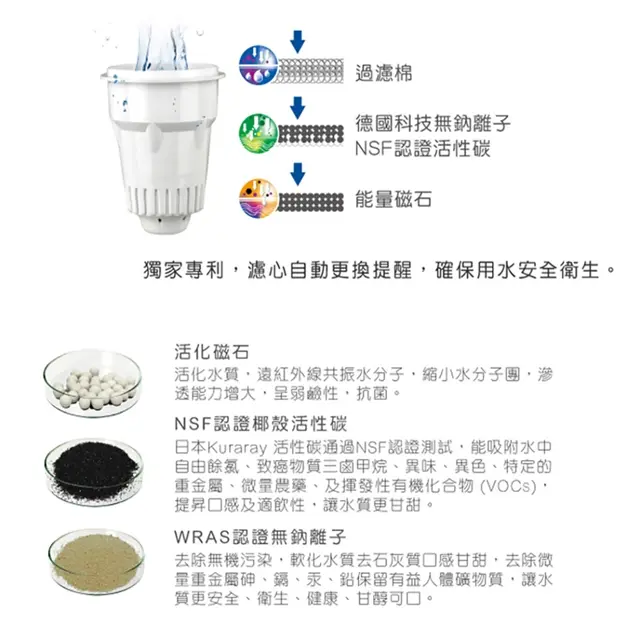 過濾棉
德國科技無鈉離子
NSF認證活性碳
能量磁石
獨家專利，濾心自動更換提醒，確保用水安全衛生。
活化磁石
活化水質，遠紅外線共振水分子，縮小水分子團，滲
透能力增大，呈弱鹼性，抗菌。
NSF認證椰殼活性碳
日本Kuraray 活性碳通過NSF認證測試，能吸附水中
自由餘氯、致癌物質三鹵甲烷、異味、異色、特定的
重金屬、微量農藥、及揮發性有機化合物 (VOCs)，
提昇口感及適飲性，讓水質更甘甜。
WRAS認證無鈉離子
去除無機污染，軟化水質去石灰質口感甘甜，去除微
量重金屬砷、鎘、汞、鉛保留有益人體礦物質，讓水
質更安全、衛生、健康、甘醇可口。